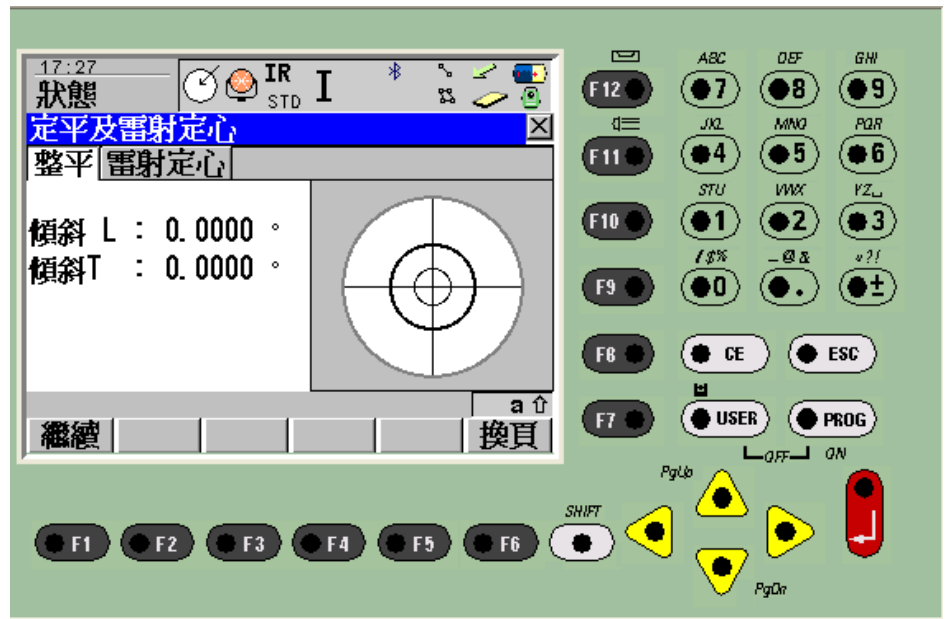 17:27
狀態
IR
STD
I
定平及雷射定心
整平 雷射定心
傾斜 L : 0.0000 °
傾斜T : 0.0000 °
a
繼續 換頁
F12 ABC 7 DEF 8 GHI 9
F11 JKL 4 MNO 5 PQR 6
F10 STU 1 VWX 2 YZ 3
F9 /$% 0 _@& . *?! ±
F8 CE ESC
F7 USER PROG
OFF ON
PgUp
SHIFT
F1 F2 F3 F4 F5 F6
PgDn